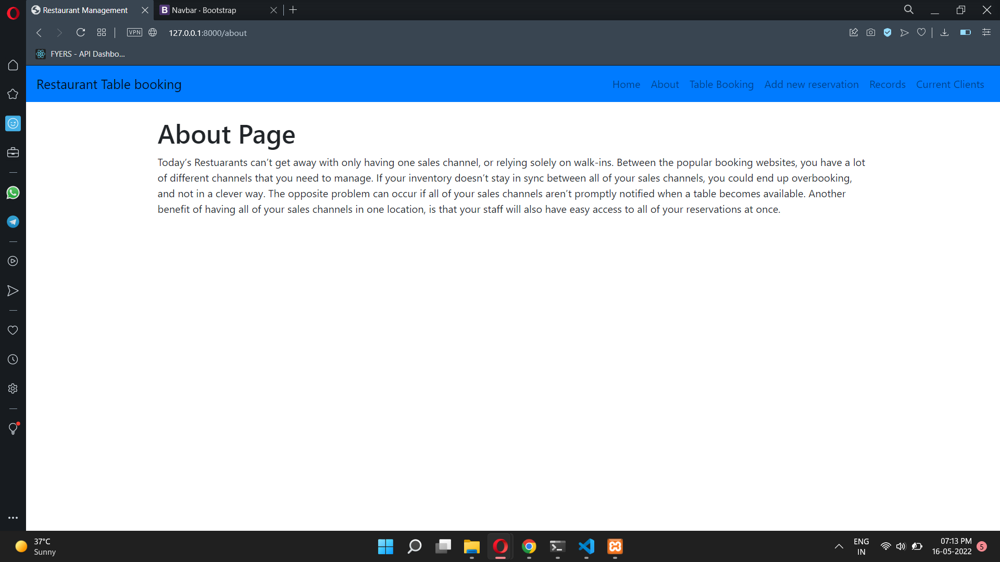 Restaurant Management
B Navbar · Bootstrap
VPN
127.0.0.1:8000/about
FYERS - API Dashbo...
Restaurant Table booking
Home About Table Booking Add new reservation Records Current Clients
About Page
Today’s Restuarants can’t get away with only having one sales channel, or relying solely on walk-ins. Between the popular booking websites, you have a lot
of different channels that you need to manage. If your inventory doesn’t stay in sync between all of your sales channels, you could end up overbooking,
and not in a clever way. The opposite problem can occur if all of your sales channels aren’t promptly notified when a table becomes available. Another
benefit of having all of your sales channels in one location, is that your staff will also have easy access to all of your reservations at once.
37°C
Sunny
ENG
IN
07:13 PM
16-05-2022
5